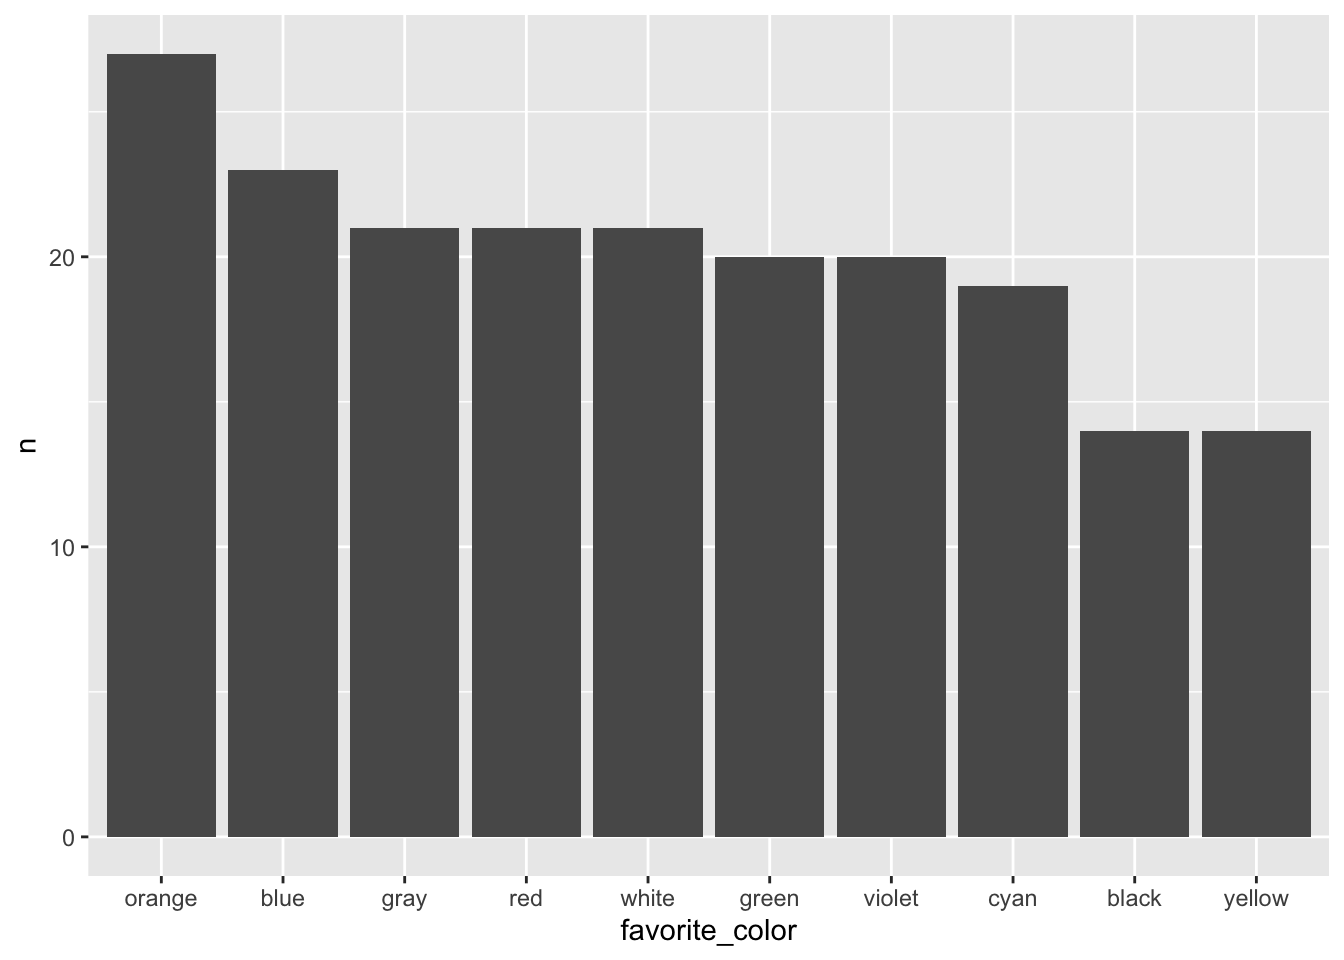 n
20
10
0
orange blue gray red white green violet cyan black yellow
favorite_color